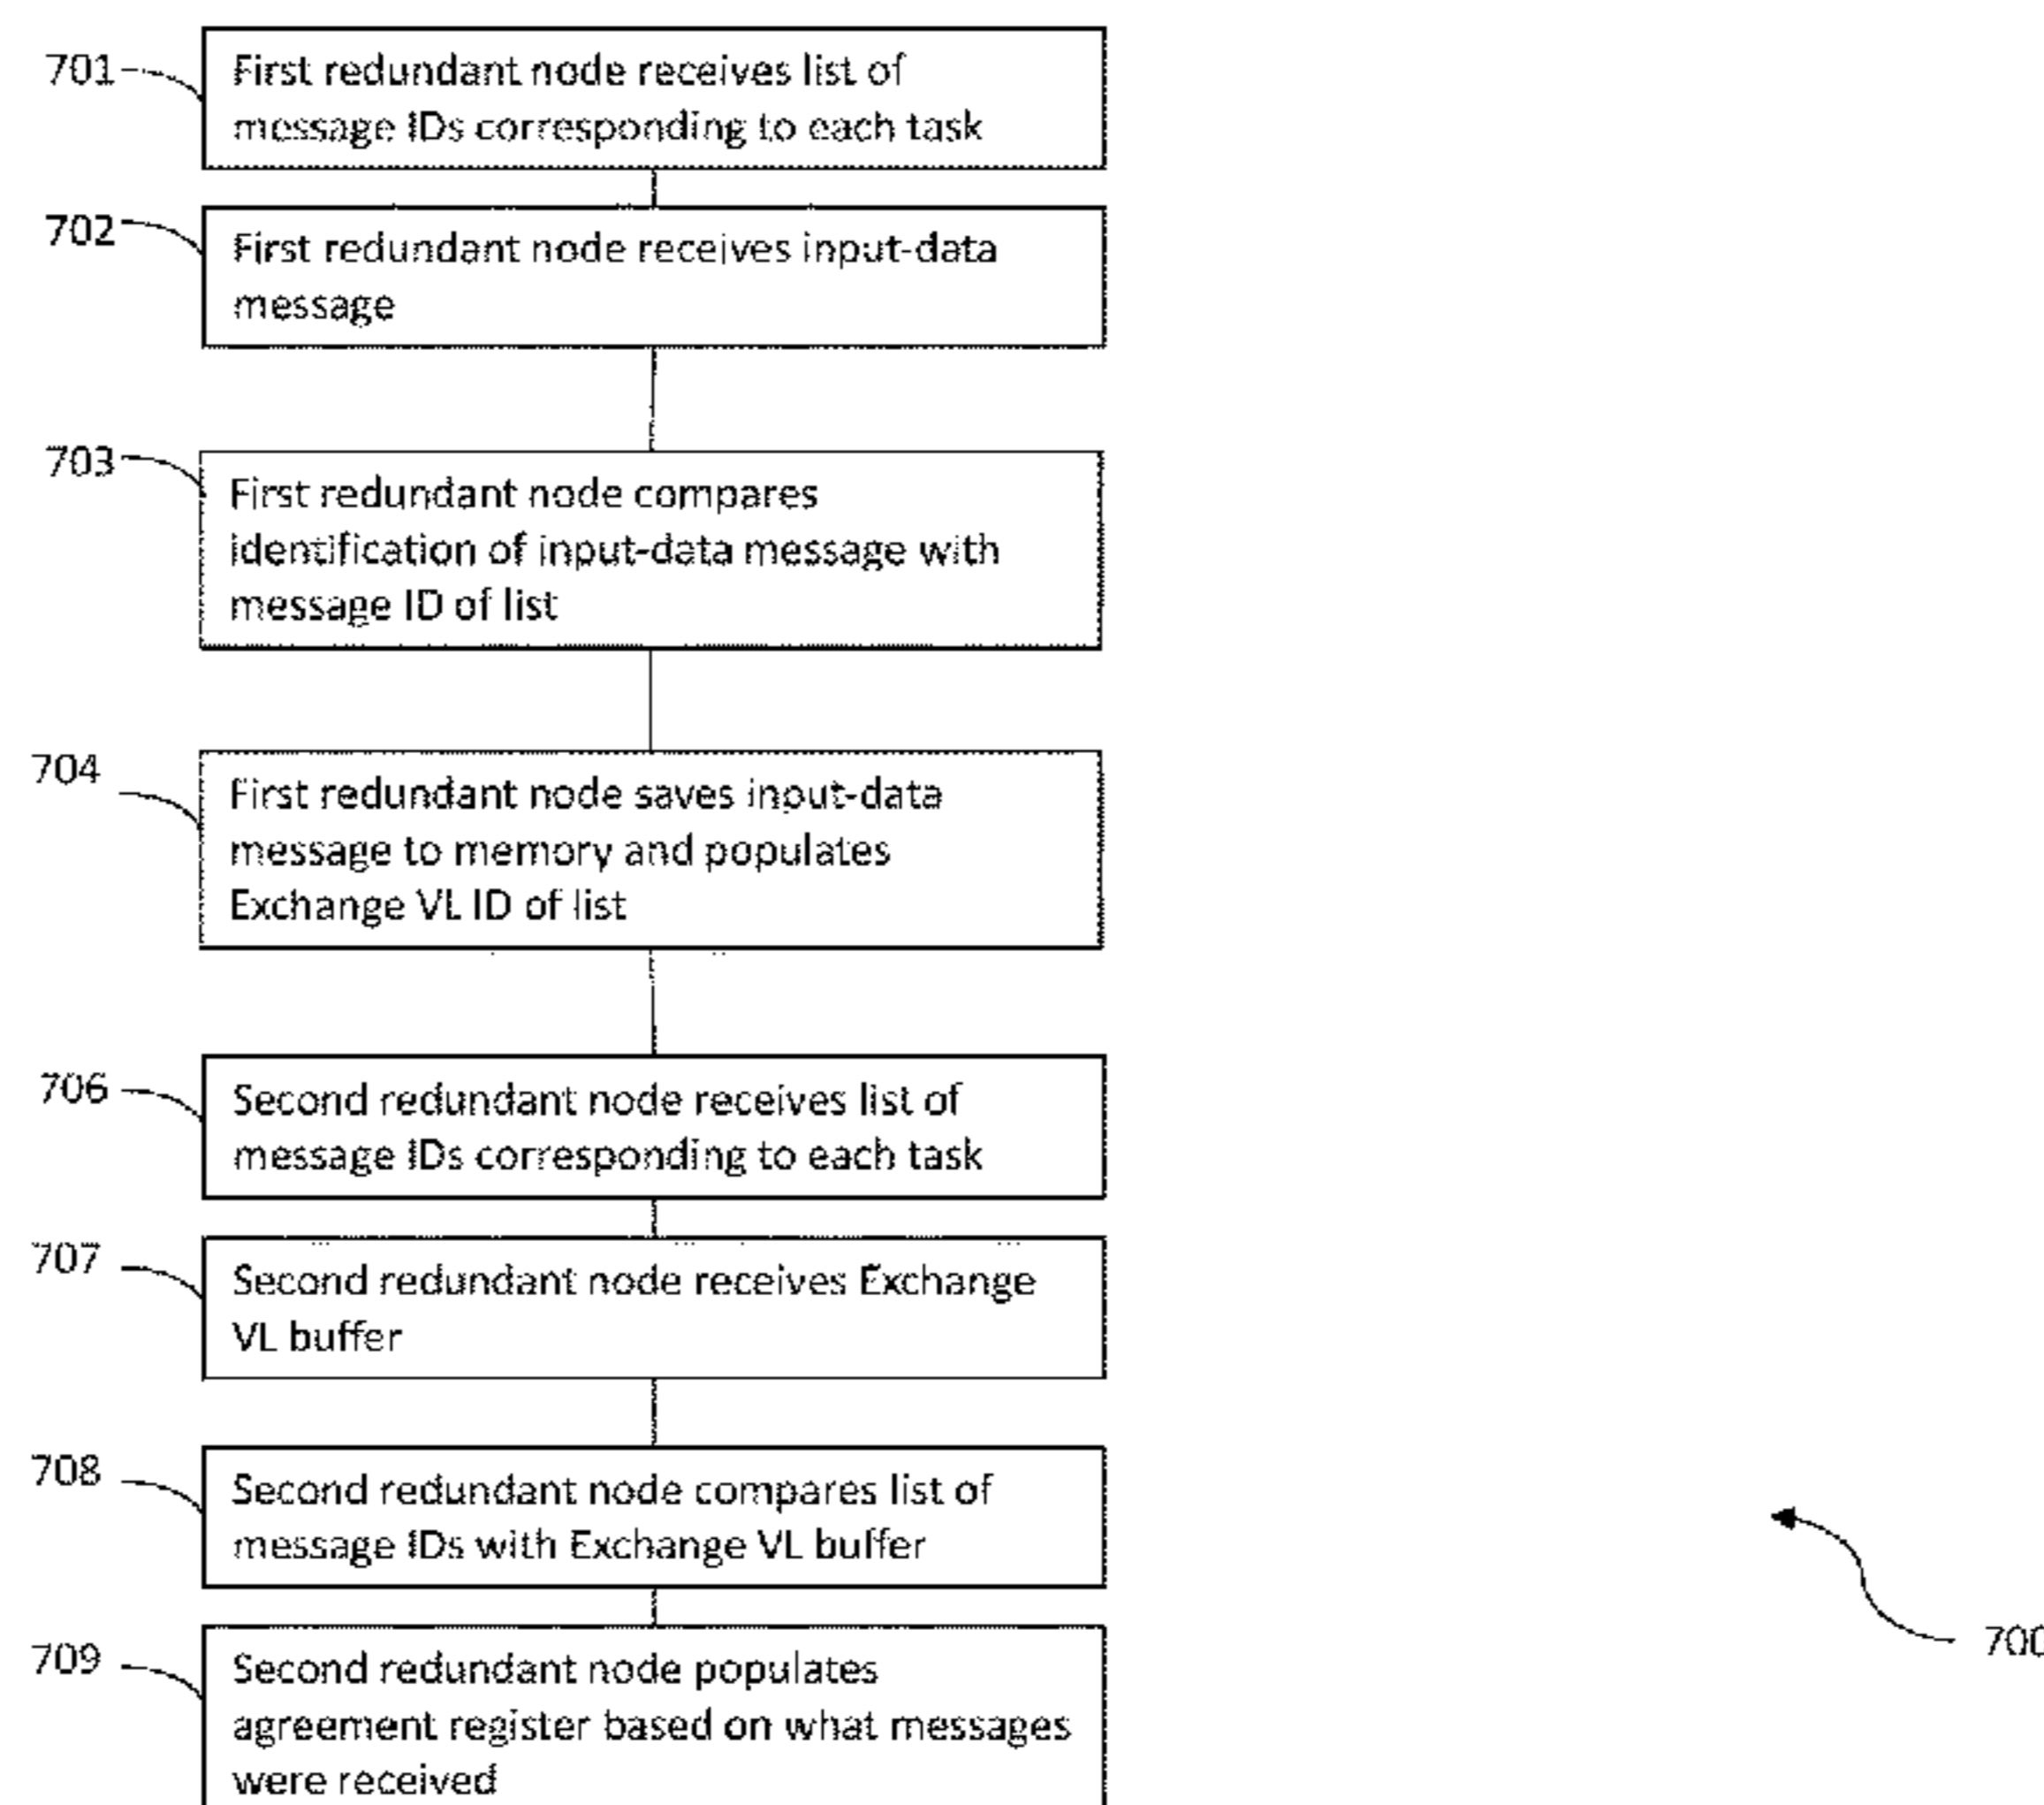 701
First redundant node receives list of
message IDs corresponding to each task
702
First redundant node receives input-data
message
703
First redundant node compares
identification of input-data message with
message ID of list
704
First redundant node saves input-data
message to memory and populates
Exchange VL ID of list
706
Second redundant node receives list of
message IDs corresponding to each task
707
Second redundant node receives Exchange
VL buffer
708
Second redundant node compares list of
message IDs with Exchange VL buffer
700
709
Second redundant node populates
agreement register based on what messages
were received